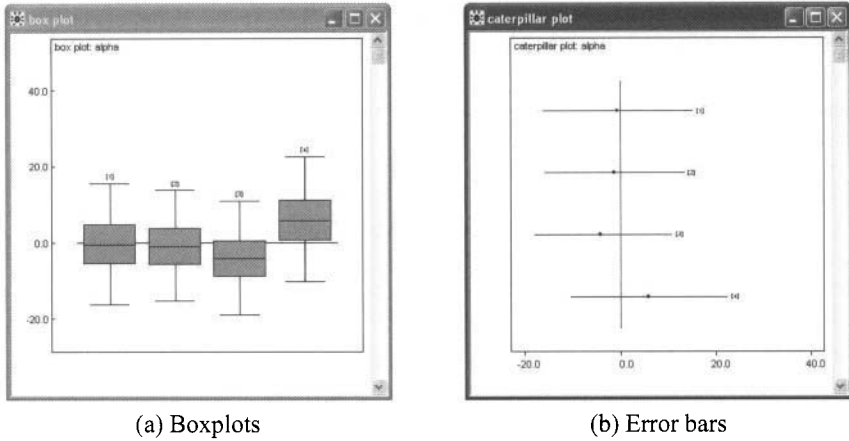 box plot
box plot: alpha
40.0
20.0
0.0
-20.0
[1]
[2]
[3]
[4]
(a) Boxplots
caterpillar plot
caterpillar plot: alpha
[1]
[2]
[3]
[4]
-20.0 0.0 20.0 40.0
(b) Error bars